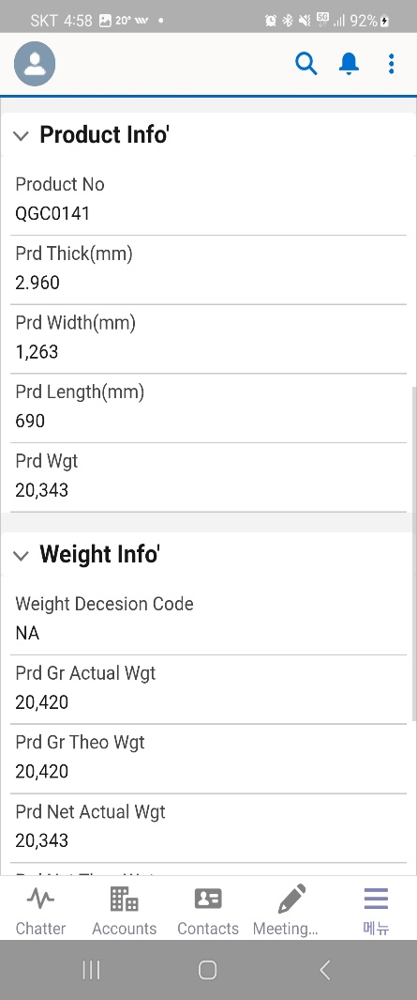 SKT 4:58 20°
5G 92%
Product Info'
Product No
QGC0141
Prd Thick(mm)
2.960
Prd Width(mm)
1,263
Prd Length(mm)
690
Prd Wgt
20,343
Weight Info'
Weight Decesion Code
NA
Prd Gr Actual Wgt
20,420
Prd Gr Theo Wgt
20,420
Prd Net Actual Wgt
20,343
Chatter Accounts Contacts Meeting... 메뉴